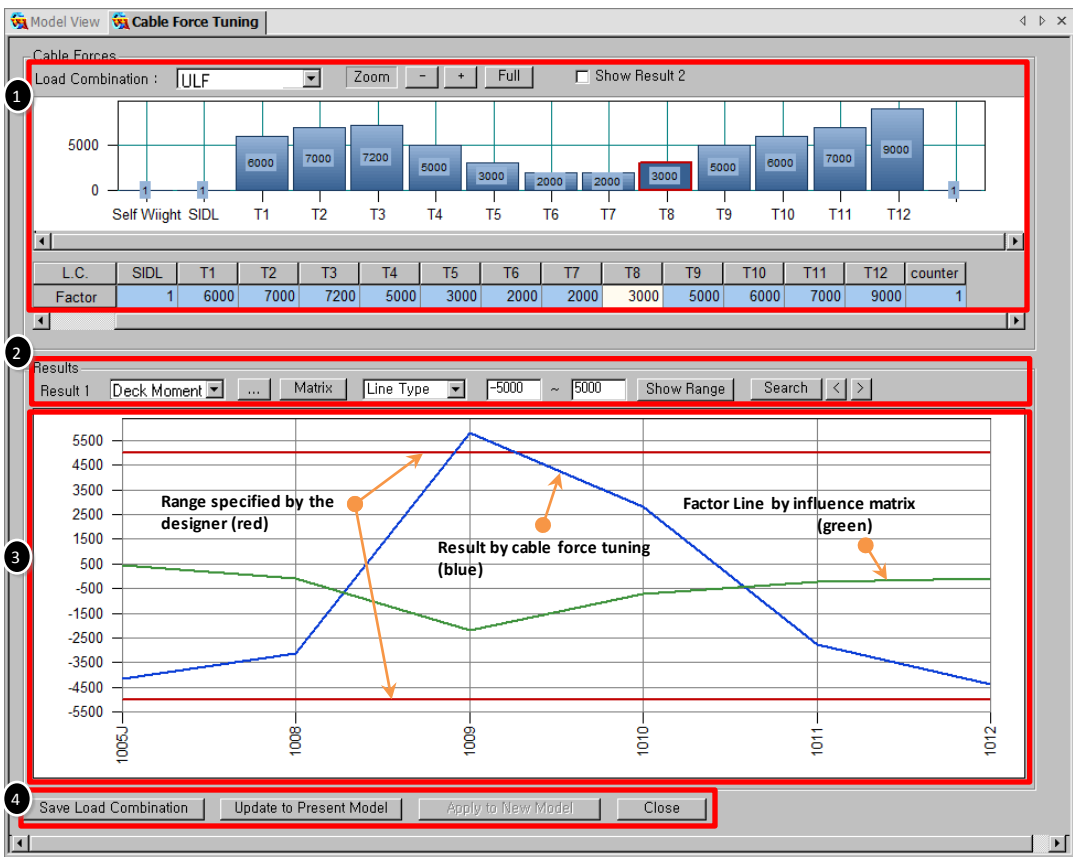 Model View Cable Force Tuning
Cable Forces
Load Combination : ULF Zoom - + Full Show Result 2
1
5000
0
1 1 6000 7000 7200 5000 3000 2000 2000 3000 5000 6000 7000 9000 1
Self Wiight SIDL T1 T2 T3 T4 T5 T6 T7 T8 T9 T10 T11 T12
L.C. SIDL T1 T2 T3 T4 T5 T6 T7 T8 T9 T10 T11 T12 counter
Factor 1 6000 7000 7200 5000 3000 2000 2000 3000 5000 6000 7000 9000 1
2
Results
Result 1 Deck Moment ... Matrix Line Type -5000 ~ 5000 Show Range Search < >
3
5500
4500
3500
2500
1500
500
-500
-1500
-2500
-3500
-4500
-5500
Range specified by the
designer (red)
Result by cable force tuning
(blue)
Factor Line by influence matrix
(green)
1005J 1008 1009 1010 1011 1012
4
Save Load Combination Update to Present Model Apply to New Model Close